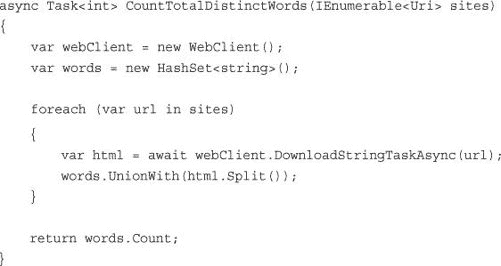 async Task<int> CountTotalDistinctWords(IEnumerable<Uri> sites)
{
    var webClient = new WebClient();
    var words = new HashSet<string>();

    foreach (var url in sites)
    {
        var html = await webClient.DownloadStringTaskAsync(url);
        words.UnionWith(html.Split());
    }

    return words.Count;
}